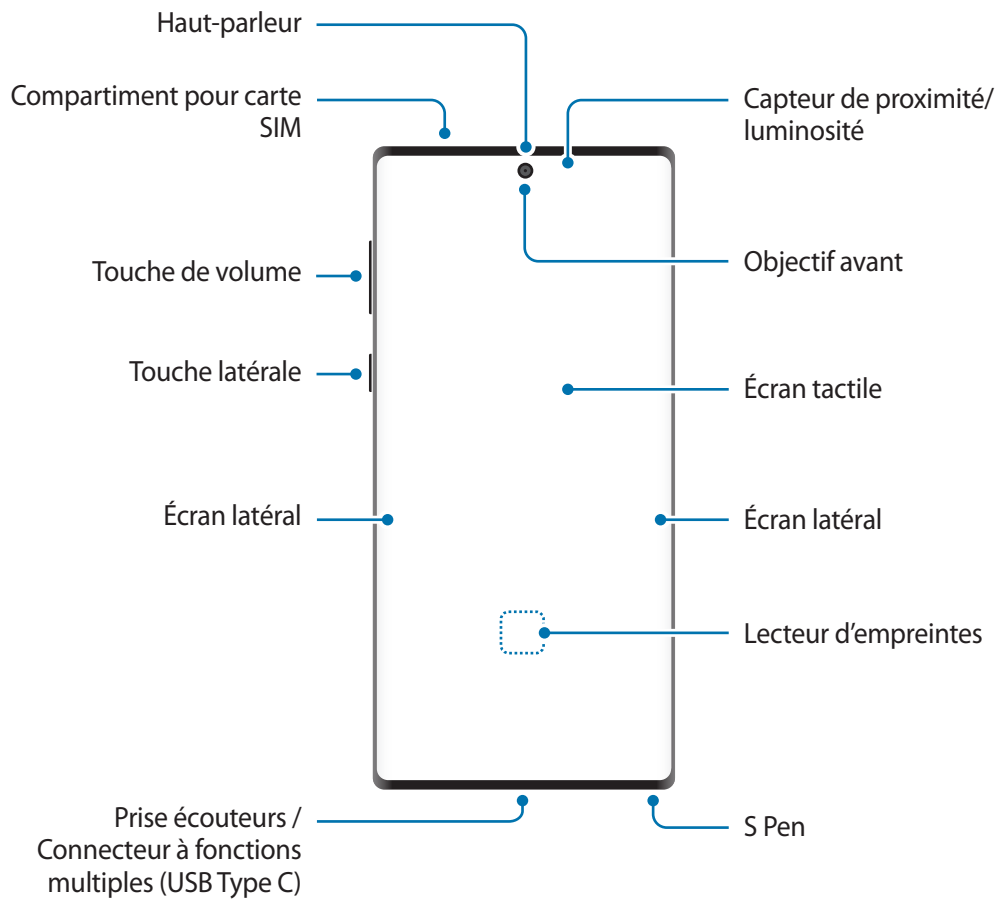 Haut-parleur
Compartiment pour carte
SIM
Touche de volume
Touche latérale
Écran latéral
Prise écouteurs /
Connecteur à fonctions
multiples (USB Type C)
Capteur de proximité/
luminosité
Objectif avant
Écran tactile
Écran latéral
Lecteur d’empreintes
S Pen